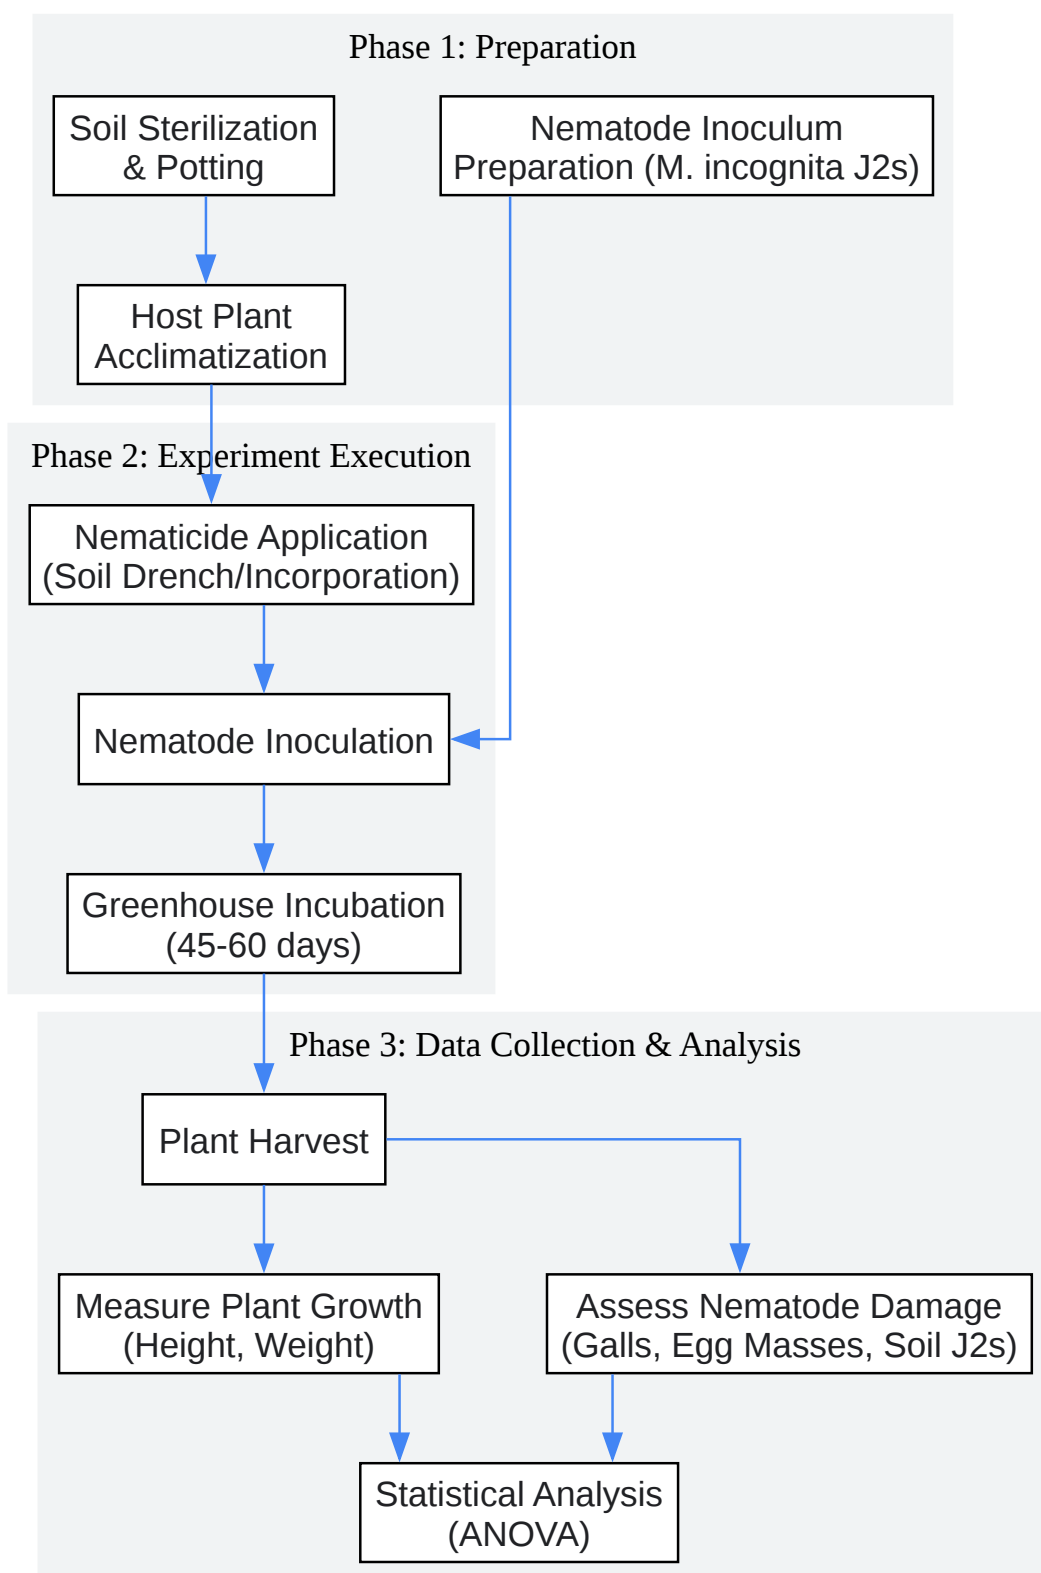 Phase 1: Preparation
Soil Sterilization
& Potting
Nematode Inoculum
Preparation (M. incognita J2s)
Host Plant
Acclimatization
Phase 2: Experiment Execution
Nematicide Application
(Soil Drench/Incorporation)
Nematode Inoculation
Greenhouse Incubation
(45-60 days)
Phase 3: Data Collection & Analysis
Plant Harvest
Measure Plant Growth
(Height, Weight)
Assess Nematode Damage
(Galls, Egg Masses, Soil J2s)
Statistical Analysis
(ANOVA)